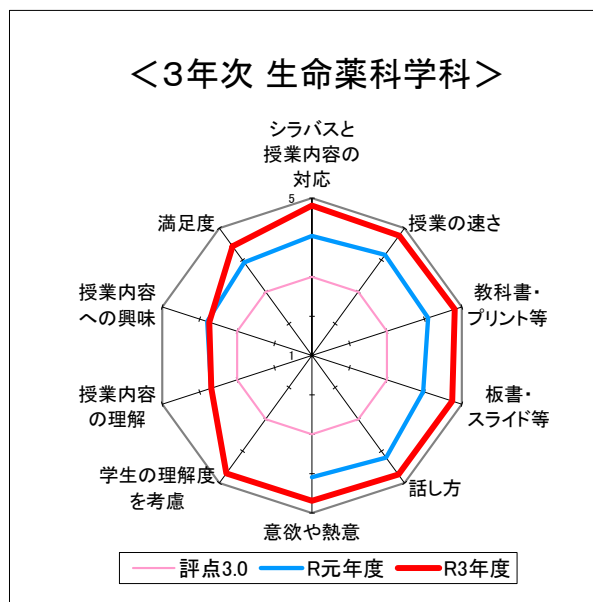 ＜3年次 生命薬科学科＞
シラバスと
授業内容の
対応
5
授業の速さ
教科書・
プリント等
板書・
スライド等
話し方
意欲や熱意
学生の理解度
を考慮
授業内容
の理解
授業内容
への興味
満足度
1
評点3.0
R元年度
R3年度